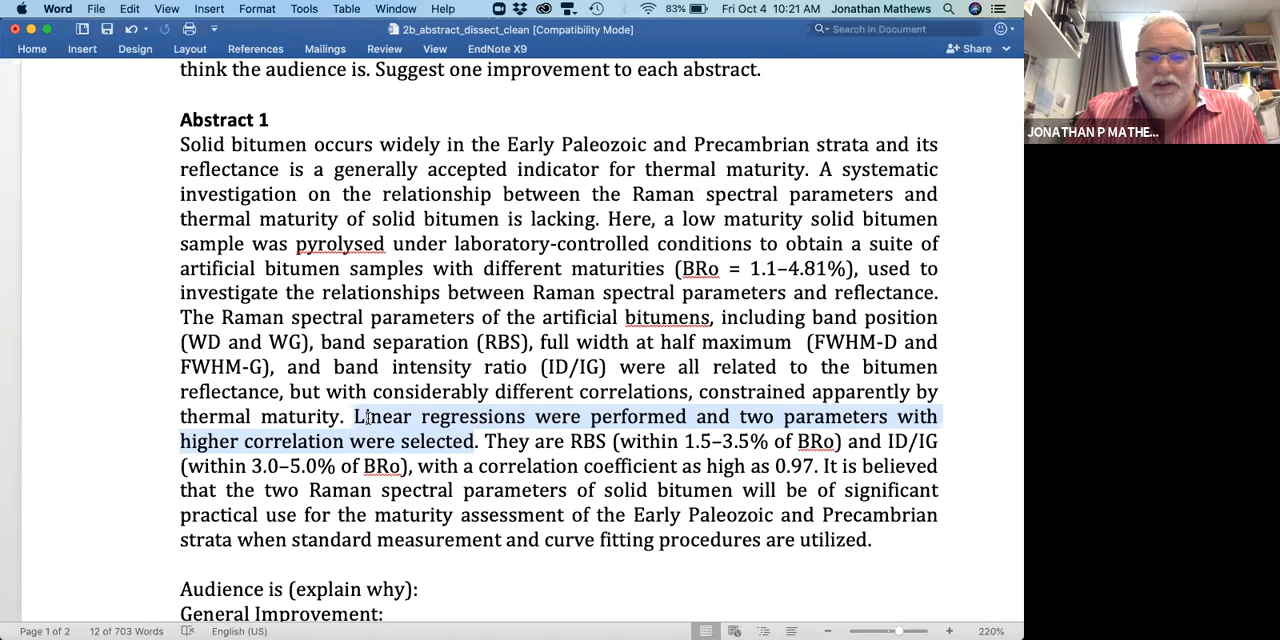 Word File Edit View Insert Format Tools Table Window Help 83% Fri Oct 4 10:21 AM Jonathan Mathews
2b_abstract_dissect_clean [Compatibility Mode] Search in Document
Home Insert Design Layout References Mailings Review View EndNote X9 Share
think the audience is. Suggest one improvement to each abstract.
JONATHAN P MATHE...
Abstract 1
Solid bitumen occurs widely in the Early Paleozoic and Precambrian strata and its
reflectance is a generally accepted indicator for thermal maturity. A systematic
investigation on the relationship between the Raman spectral parameters and
thermal maturity of solid bitumen is lacking. Here, a low maturity solid bitumen
sample was pyrolysed under laboratory-controlled conditions to obtain a suite of
artificial bitumen samples with different maturities (BRo = 1.1–4.81%), used to
investigate the relationships between Raman spectral parameters and reflectance.
The Raman spectral parameters of the artificial bitumens, including band position
(WD and WG), band separation (RBS), full width at half maximum (FWHM-D and
FWHM-G), and band intensity ratio (ID/IG) were all related to the bitumen
reflectance, but with considerably different correlations, constrained apparently by
thermal maturity. Linear regressions were performed and two parameters with
higher correlation were selected. They are RBS (within 1.5–3.5% of BRo) and ID/IG
(within 3.0–5.0% of BRo), with a correlation coefficient as high as 0.97. It is believed
that the two Raman spectral parameters of solid bitumen will be of significant
practical use for the maturity assessment of the Early Paleozoic and Precambrian
strata when standard measurement and curve fitting procedures are utilized.
Audience is (explain why):
General Improvement:
Page 1 of 2 12 of 703 Words English (US) 220%